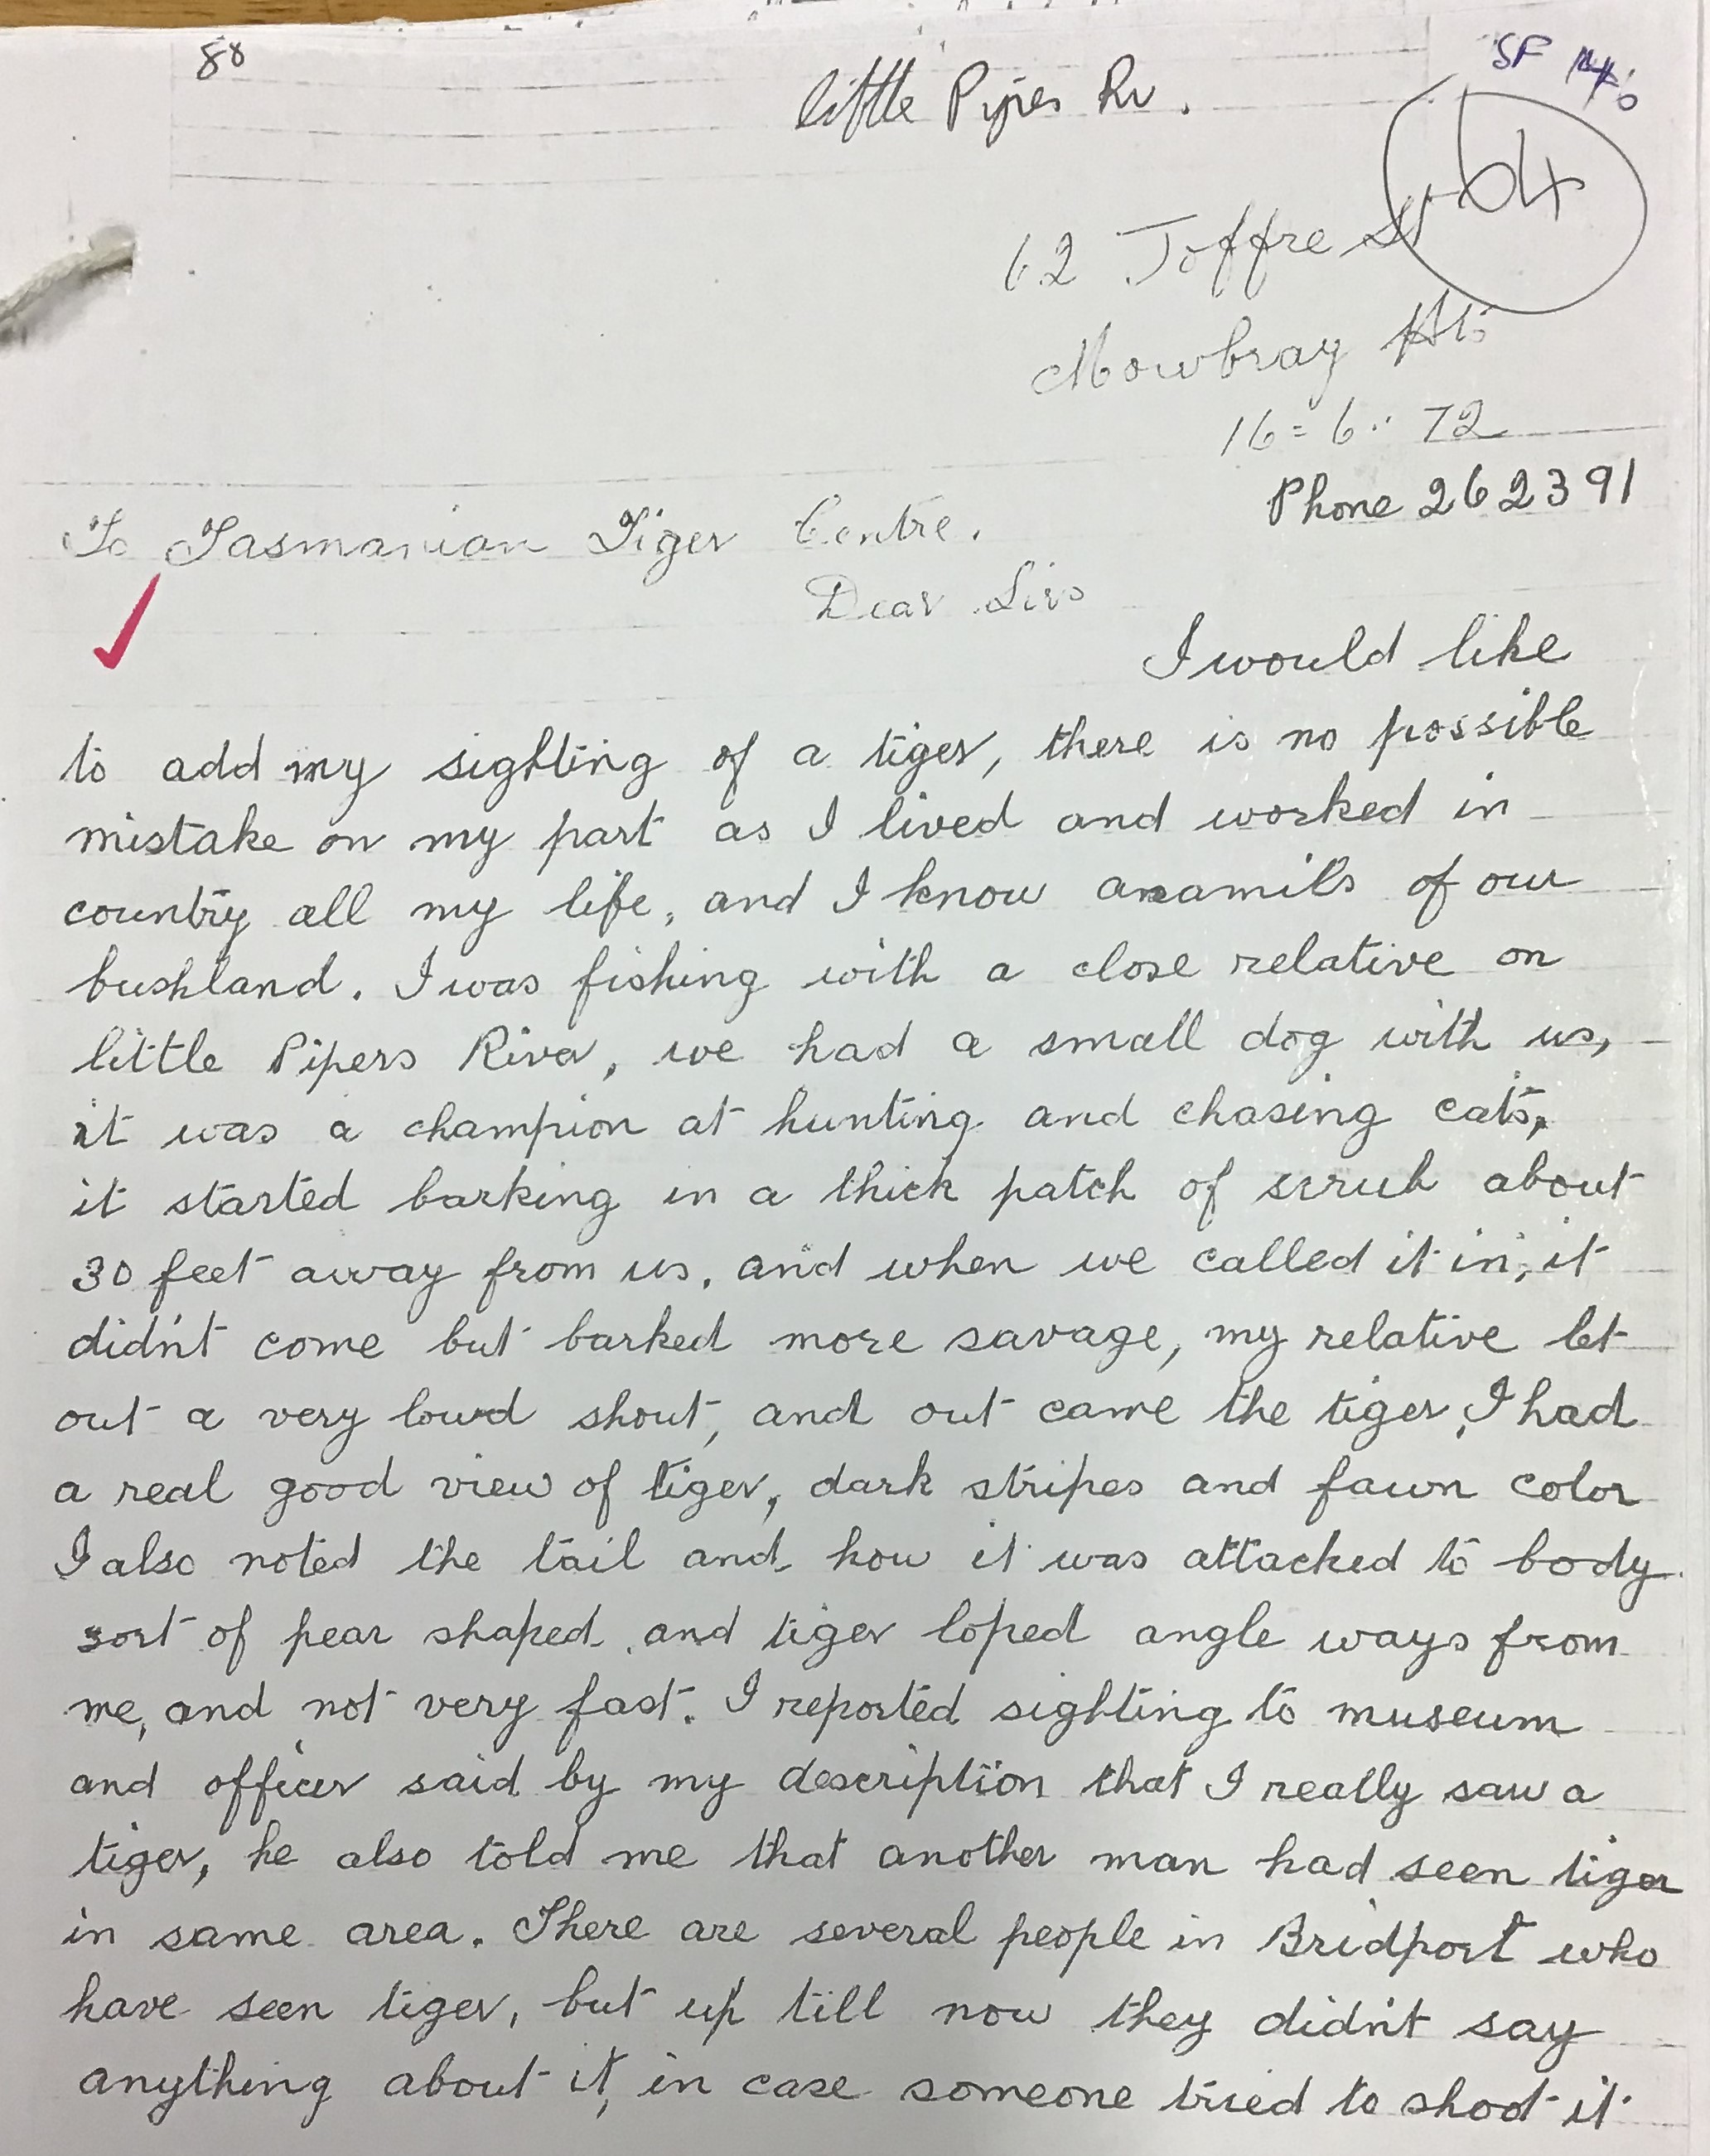 88
little Pipes Rv.
SF
64
62 Joffre St
Mowbray Hts
16=6.. 72
Phone 262391
To Tasmanian Tiger Centre.
Dear Sirs
I would like
to add my sighting of a tiger, there is no possible
mistake on my part as I lived and worked in
country all my life, and I know anamils of our
bushland. I was fishing with a close relative on
little Pipers River, we had a small dog with us,
it was a champion at hunting and chasing cats,
it started barking in a thick patch of scrub about
30 feet away from us, and when we called it in, it
didn't come but barked more savage, my relative let
out a very loud shout, and out came the tiger, I had
a real good view of tiger, dark stripes and fawn color
I also noted the tail and how it was attacked to body
sort of pear shaped, and tiger loped angle ways from
me, and not very fast. I reported sighting to museum
and officer said by my description that I really saw a
tiger, he also told me that another man had seen tiger
in same area. There are several people in Bridport who
have seen tiger, but up till now they didn't say
anything about it, in case someone tried to shoot it